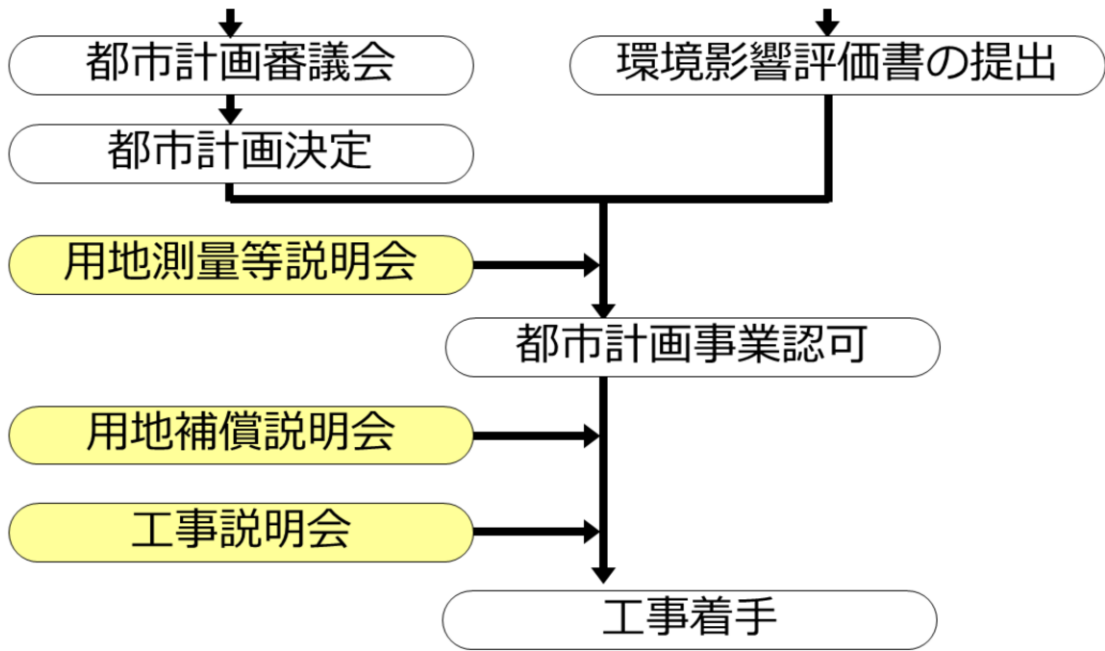 都市計画審議会
環境影響評価書の提出
都市計画決定
用地測量等説明会
都市計画事業認可
用地補償説明会
工事説明会
工事着手